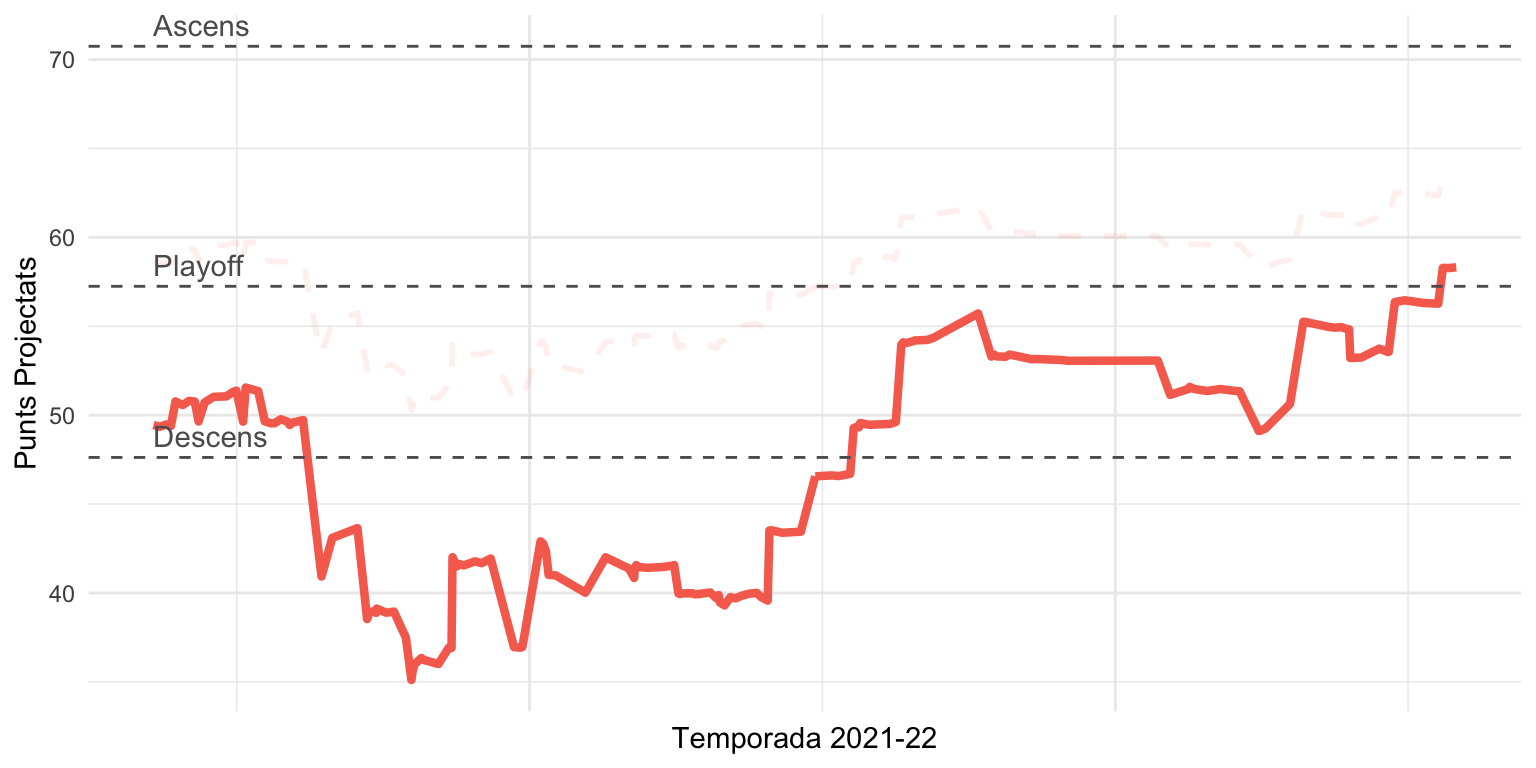 Ascens
70
60
Playoff
Punts Projectats
50
Descens
40
Temporada 2021-22